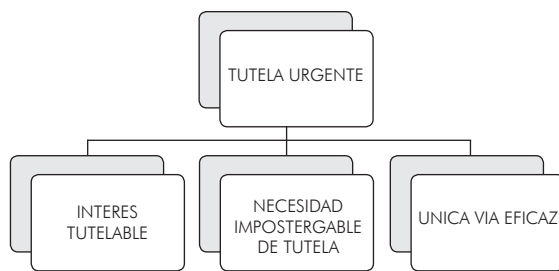 TUTELA URGENTE
INTERES
TUTELABLE
NECESIDAD
IMPOSTERGABLE
DE TUTELA
UNICA VIA EFICAZ